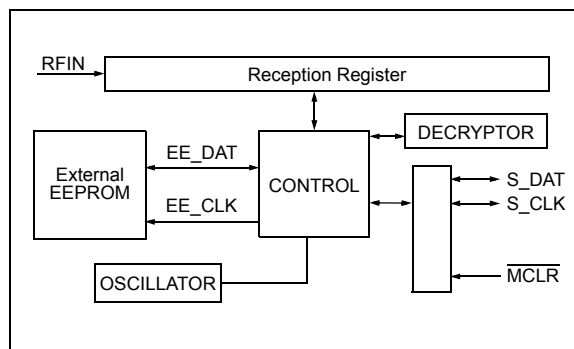 RFIN
Reception Register
DECRYPTOR
EE_DAT
External
EEPROM
CONTROL
S_DAT
S_CLK
EE_CLK
MCLR
OSCILLATOR